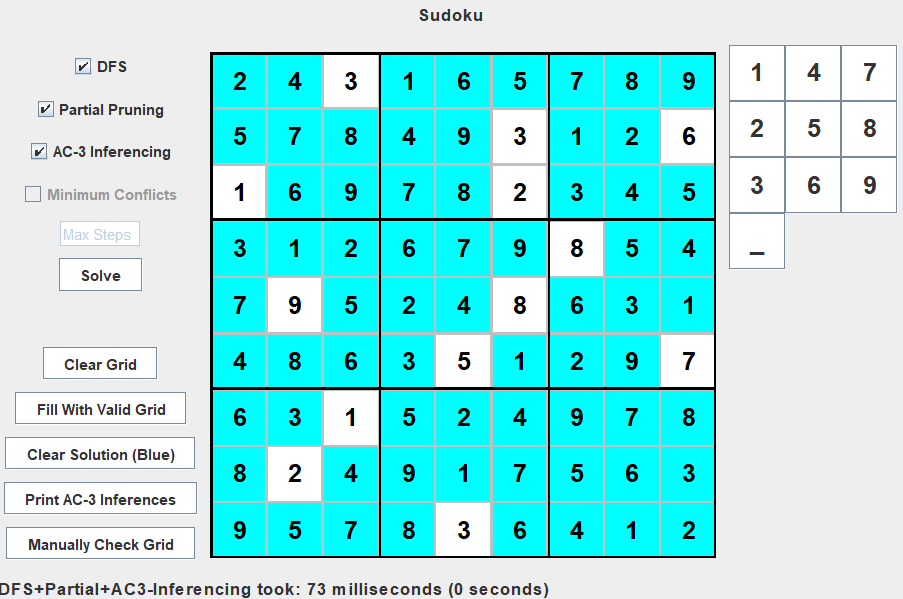 Sudoku
DFS
Partial Pruning
AC-3 Inferencing
Minimum Conflicts
Max Steps
Solve
Clear Grid
Fill With Valid Grid
Clear Solution (Blue)
Print AC-3 Inferences
Manually Check Grid
2 4 3 1 6 5 7 8 9
5 7 8 4 9 3 1 2 6
1 6 9 7 8 2 3 4 5
3 1 2 6 7 9 8 5 4
7 9 5 2 4 8 6 3 1
4 8 6 3 5 1 2 9 7
6 3 1 5 2 4 9 7 8
8 2 4 9 1 7 5 6 3
9 5 7 8 3 6 4 1 2
1 4 7
2 5 8
3 6 9
_
DFS+Partial+AC3-Inferencing took: 73 milliseconds (0 seconds)